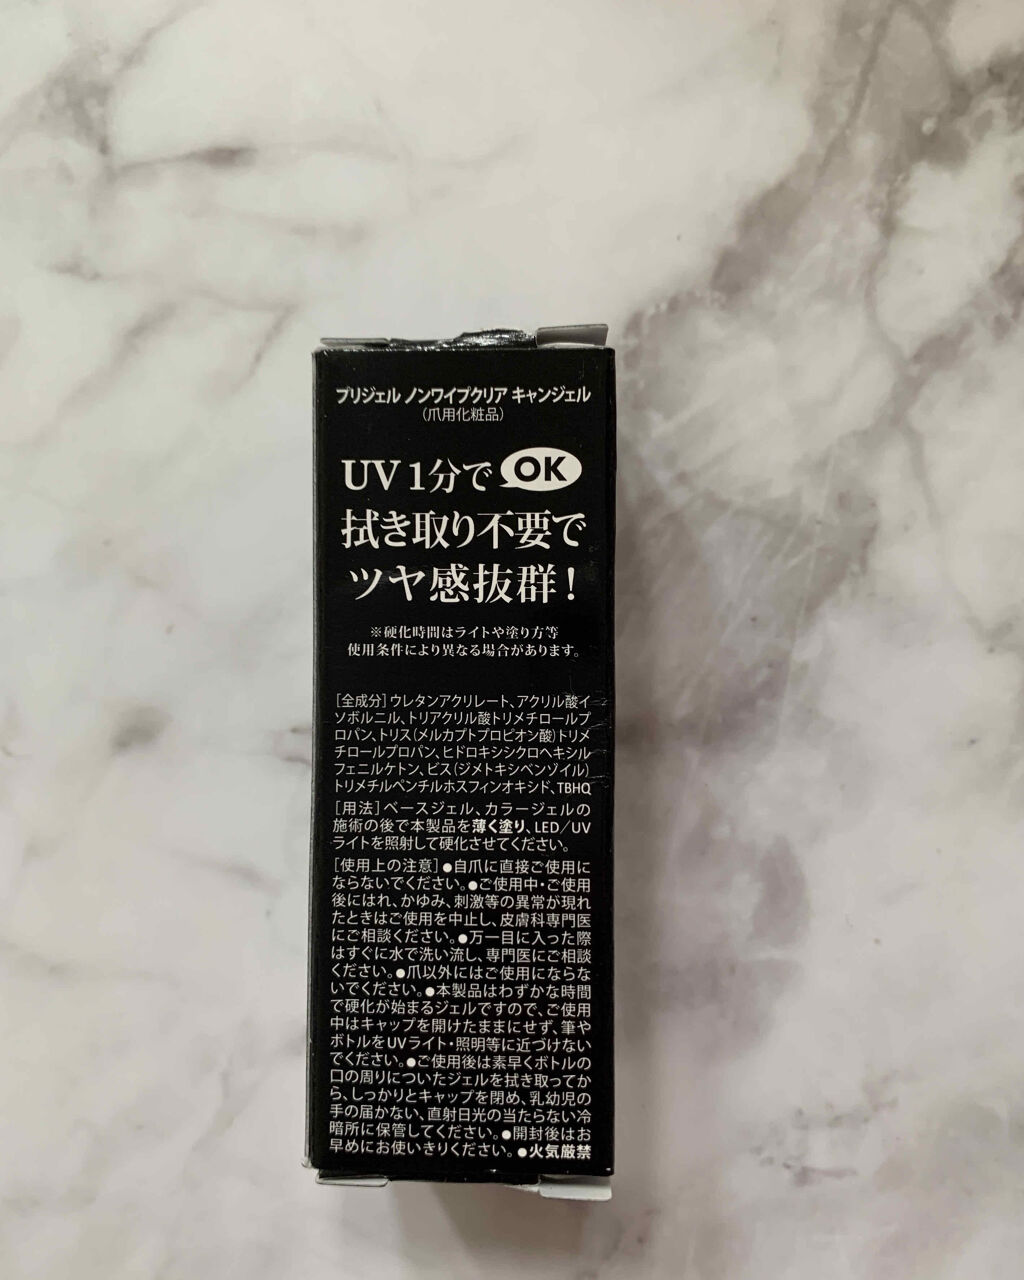 プリジェル ノンワイプクリア キャンジェル
(爪用化粧品)
UV1分でOK
拭き取り不要で
ツヤ感抜群!
※硬化時間はライトや塗り方等
使用条件により異なる場合があります。
[全成分]ウレタンアクリレート、アクリル酸イ
ソボルニル、トリアクリル酸トリメチロールプ
ロパン、トリス(メルカプトプロピオン酸)トリメ
チロールプロパン、ヒドロキシシクロヘキシル
フェニルケトン、ビス(ジメトキシベンゾイル)
トリメチルペンチルホスフィンオキシド、TBHQ
[用法]ベースジェル、カラージェルの
施術の後で本製品を薄く塗り、LED/UV
ライトを照射して硬化させてください。
[使用上の注意]●自爪に直接ご使用に
ならないでください。●ご使用中・ご使用
後にはれ、かゆみ、刺激等の異常が現れ
たときはご使用を中止し、皮膚科専門医
にご相談ください。●万一目に入った際
はすぐに水で洗い流し、専門医にご相談
ください。●爪以外にはご使用にならな
いでください。●本製品はわずかな時間
で硬化が始まるジェルですので、ご使用
中はキャップを開けたままにせず、筆や
ボトルをUVライト・照明等に近づけない
でください。●ご使用後は素早くボトルの
口の周りについたジェルを拭き取ってか
ら、しっかりとキャップを閉め、乳幼児の
手の届かない、直射日光の当たらない冷
暗所に保管してください。●開封後はお
早めにお使いきりください。●火気厳禁